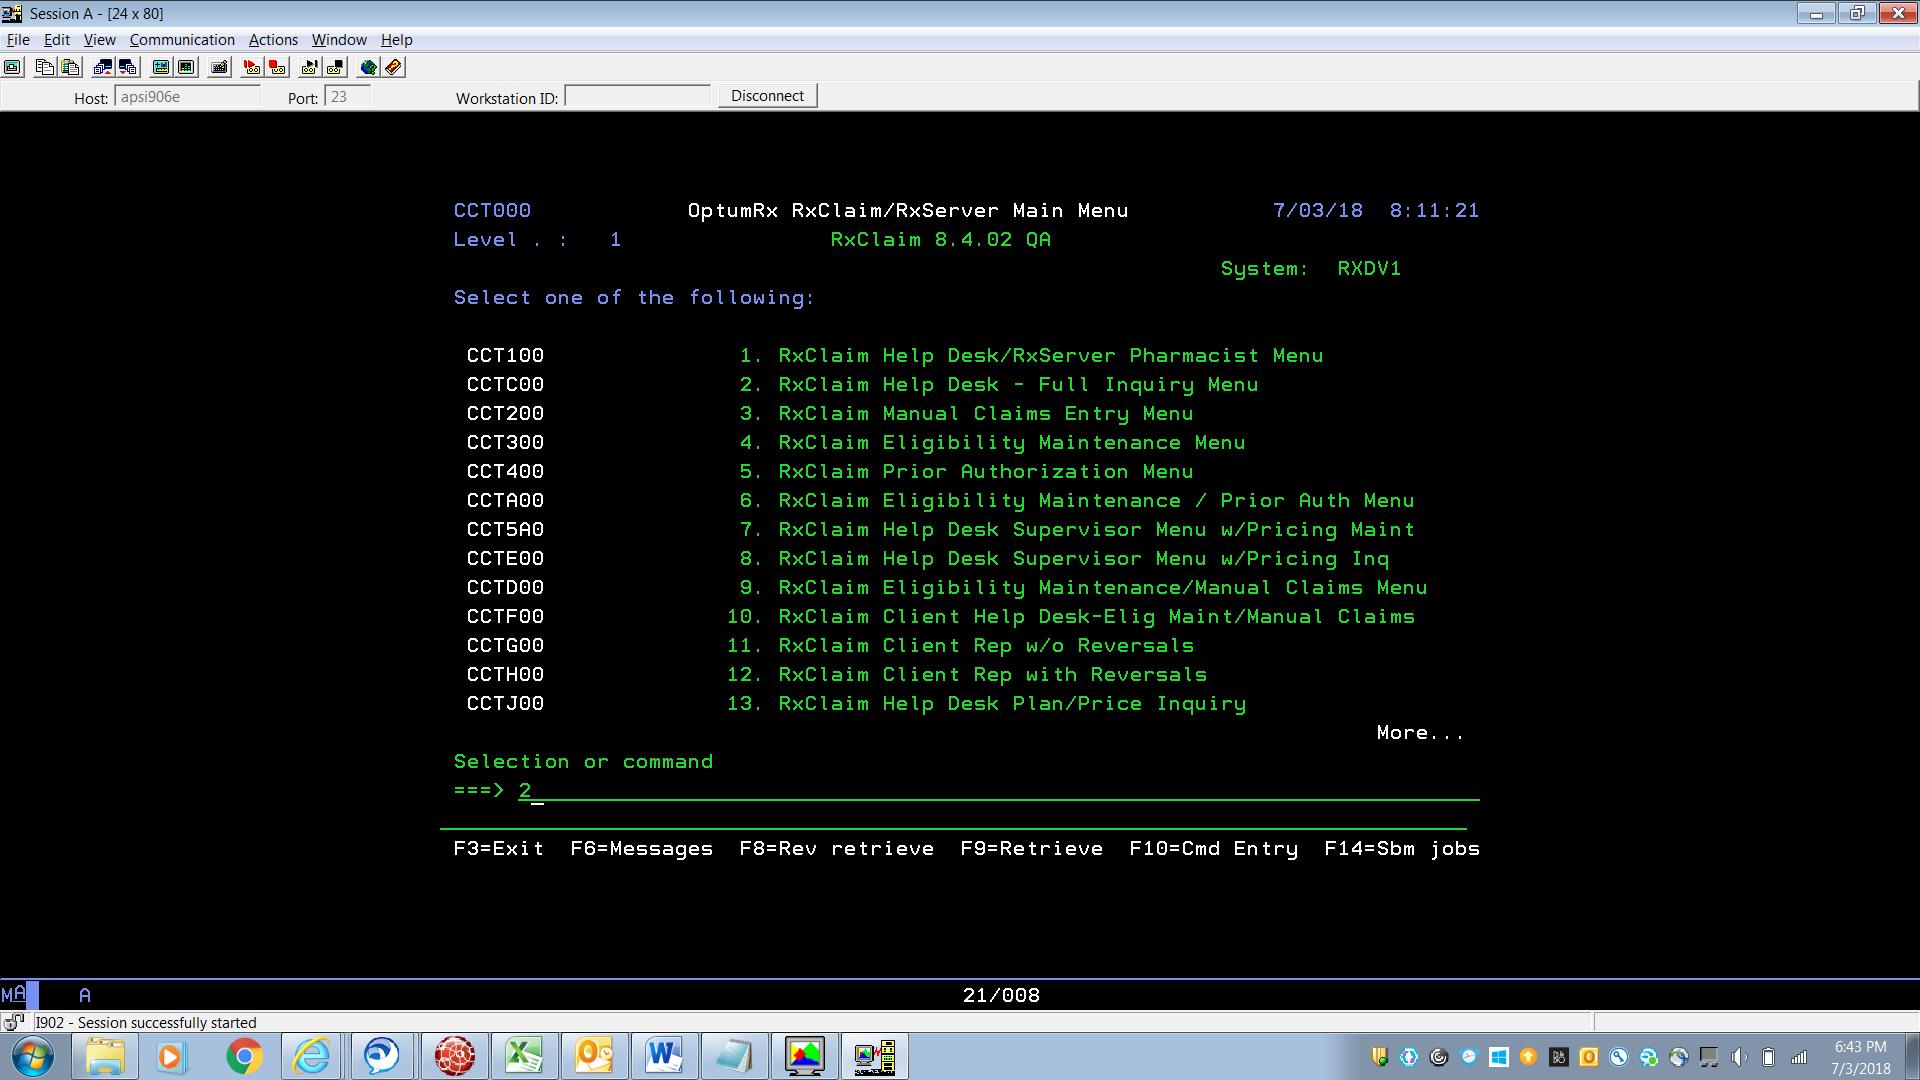 Session A - [24 x 80]
File Edit View Communication Actions Window Help
Host: apsi906e Port: 23 Workstation ID: Disconnect
CCT000 OptumRx RxClaim/RxServer Main Menu 7/03/18 8:11:21
Level . : 1 RxClaim 8.4.02 QA
System: RXDV1
Select one of the following:
CCT100 1. RxClaim Help Desk/RxServer Pharmacist Menu
CCTC00 2. RxClaim Help Desk - Full Inquiry Menu
CCT200 3. RxClaim Manual Claims Entry Menu
CCT300 4. RxClaim Eligibility Maintenance Menu
CCT400 5. RxClaim Prior Authorization Menu
CCTA00 6. RxClaim Eligibility Maintenance / Prior Auth Menu
CCT5A0 7. RxClaim Help Desk Supervisor Menu w/Pricing Maint
CCTE00 8. RxClaim Help Desk Supervisor Menu w/Pricing Inq
CCTD00 9. RxClaim Eligibility Maintenance/Manual Claims Menu
CCTF00 10. RxClaim Client Help Desk-Elig Maint/Manual Claims
CCTG00 11. RxClaim Client Rep w/o Reversals
CCTH00 12. RxClaim Client Rep with Reversals
CCTJ00 13. RxClaim Help Desk Plan/Price Inquiry
More...
Selection or command
===> 2
F3=Exit F6=Messages F8=Rev retrieve F9=Retrieve F10=Cmd Entry F14=Sbm jobs
MA A 21/008
I902 - Session successfully started
6:43 PM
7/3/2018